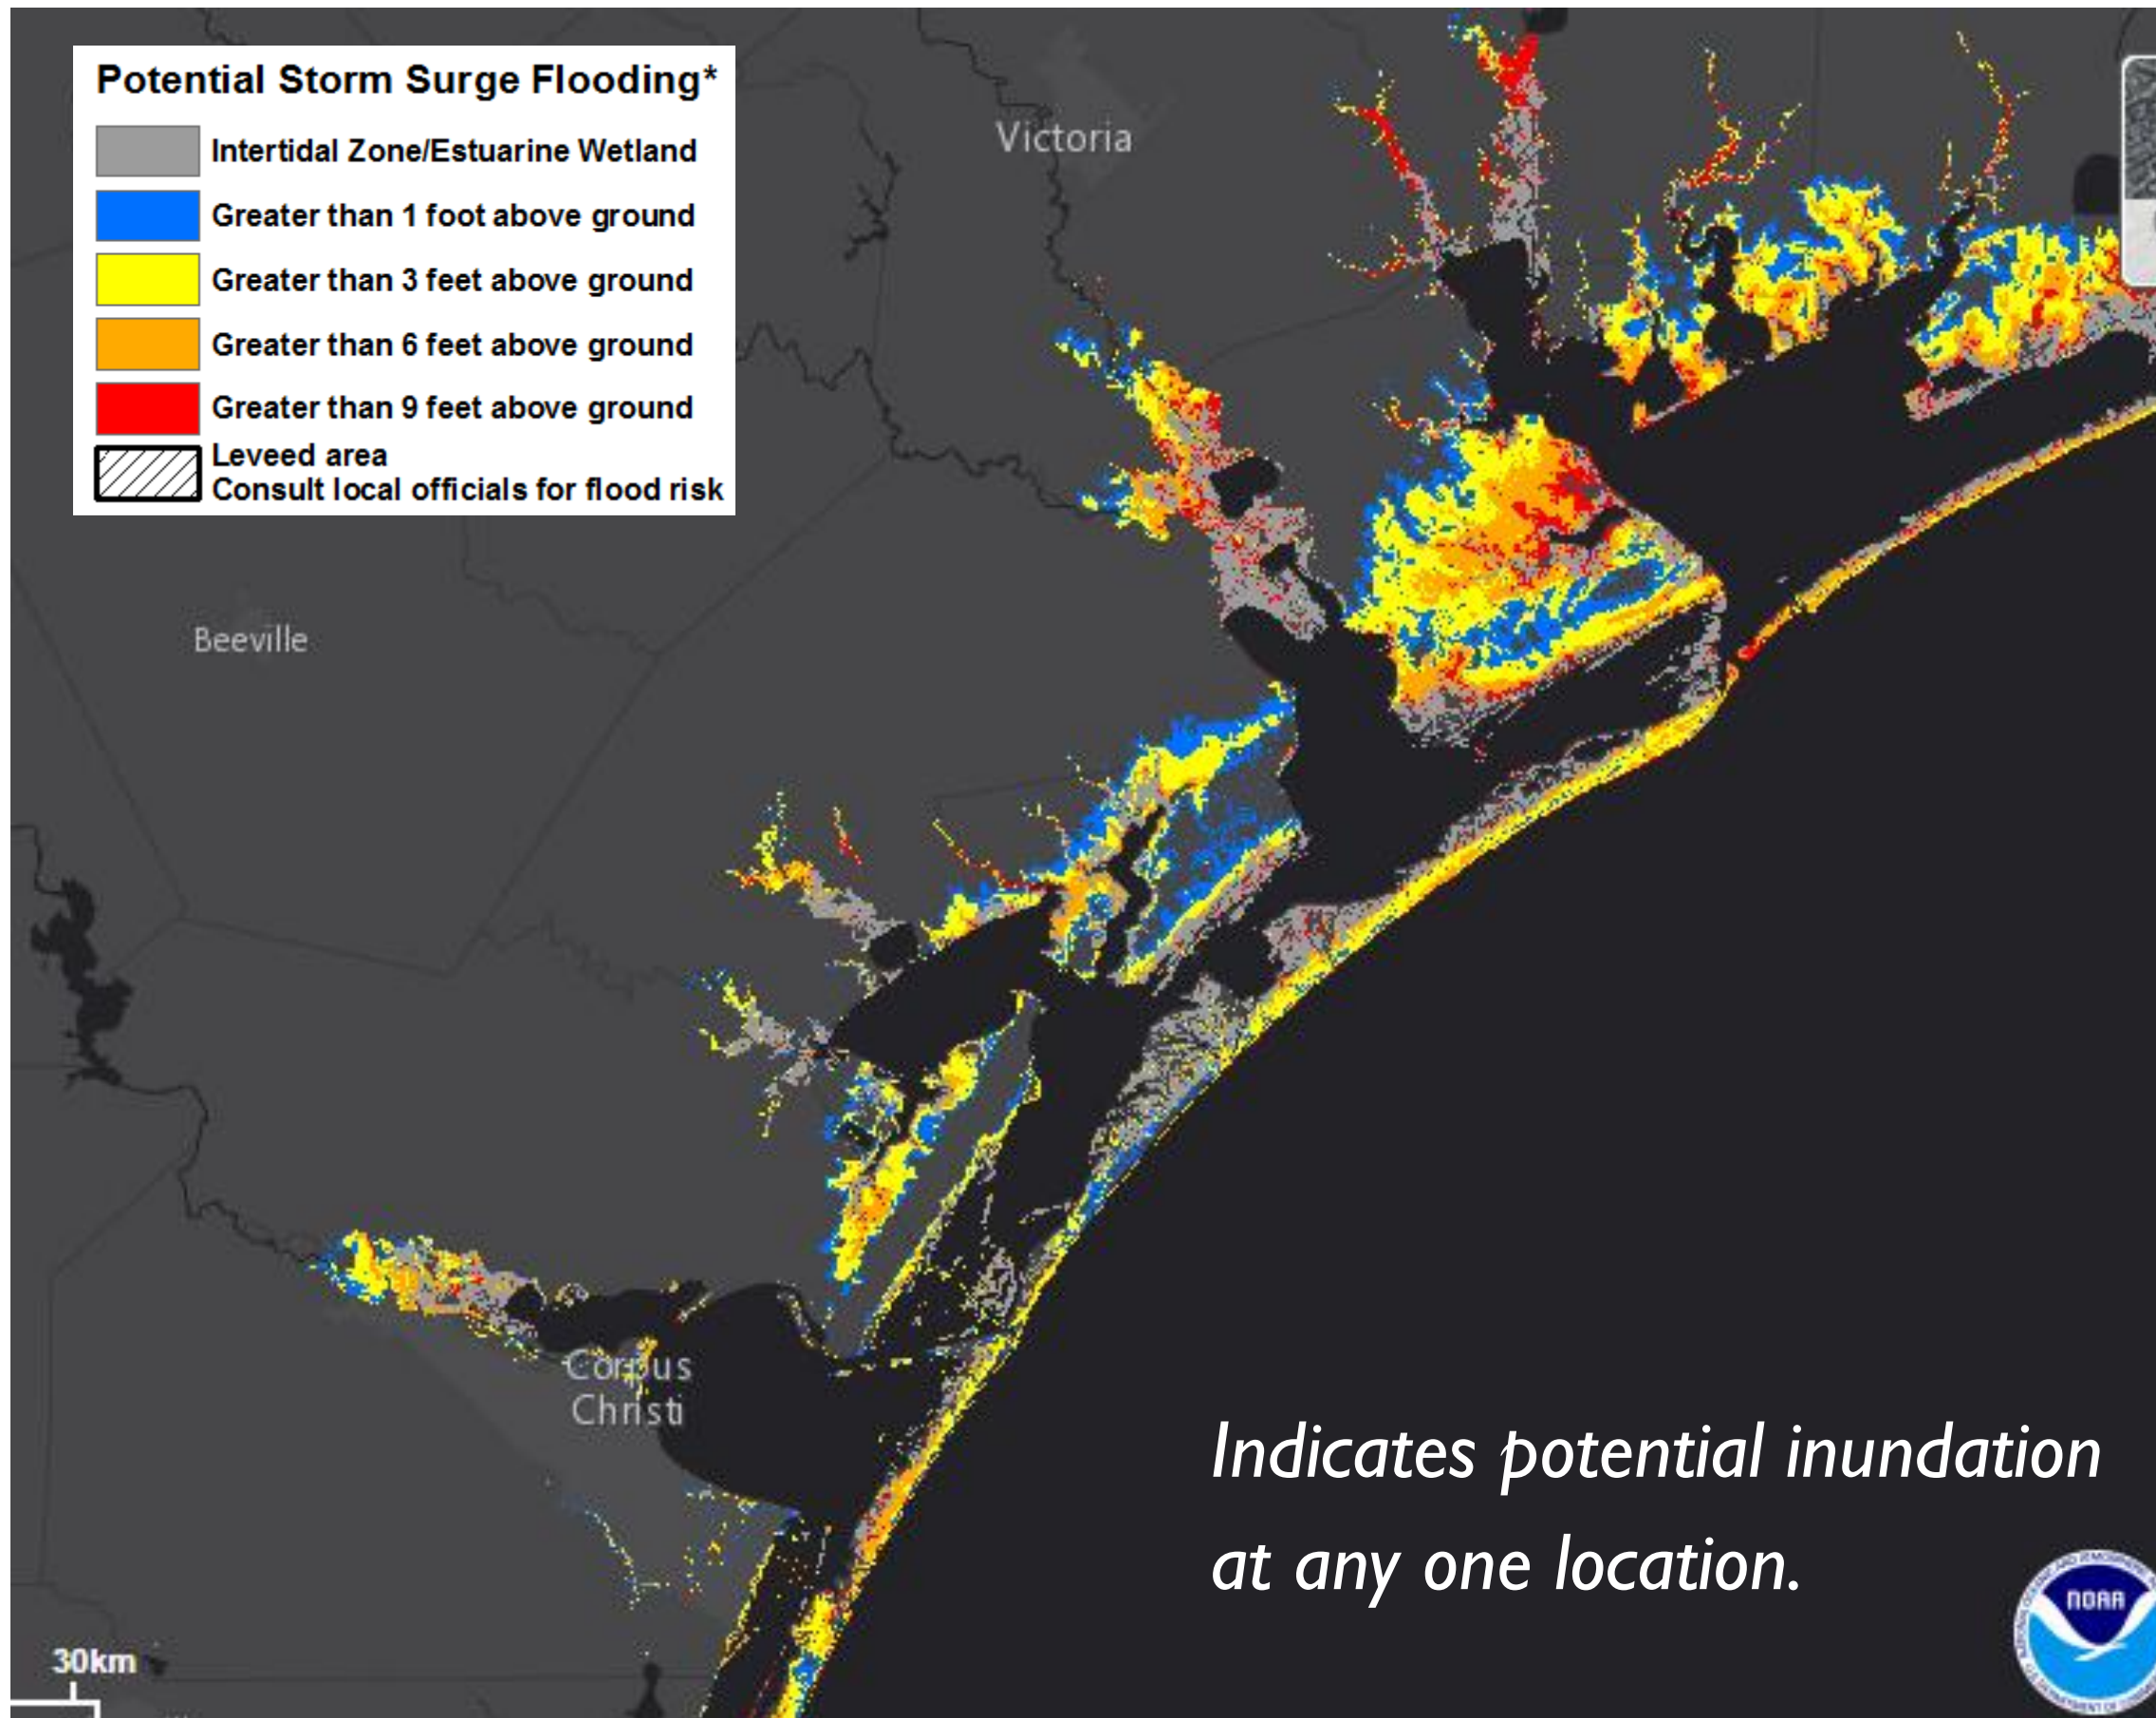 Potential Storm Surge Flooding*
Intertidal Zone/Estuarine Wetland
Greater than 1 foot above ground
Greater than 3 feet above ground
Greater than 6 feet above ground
Greater than 9 feet above ground
Leveed area
Consult local officials for flood risk
Victoria
Beeville
Corpus
Christi
Indicates potential inundation
at any one location.
30km
NOAA